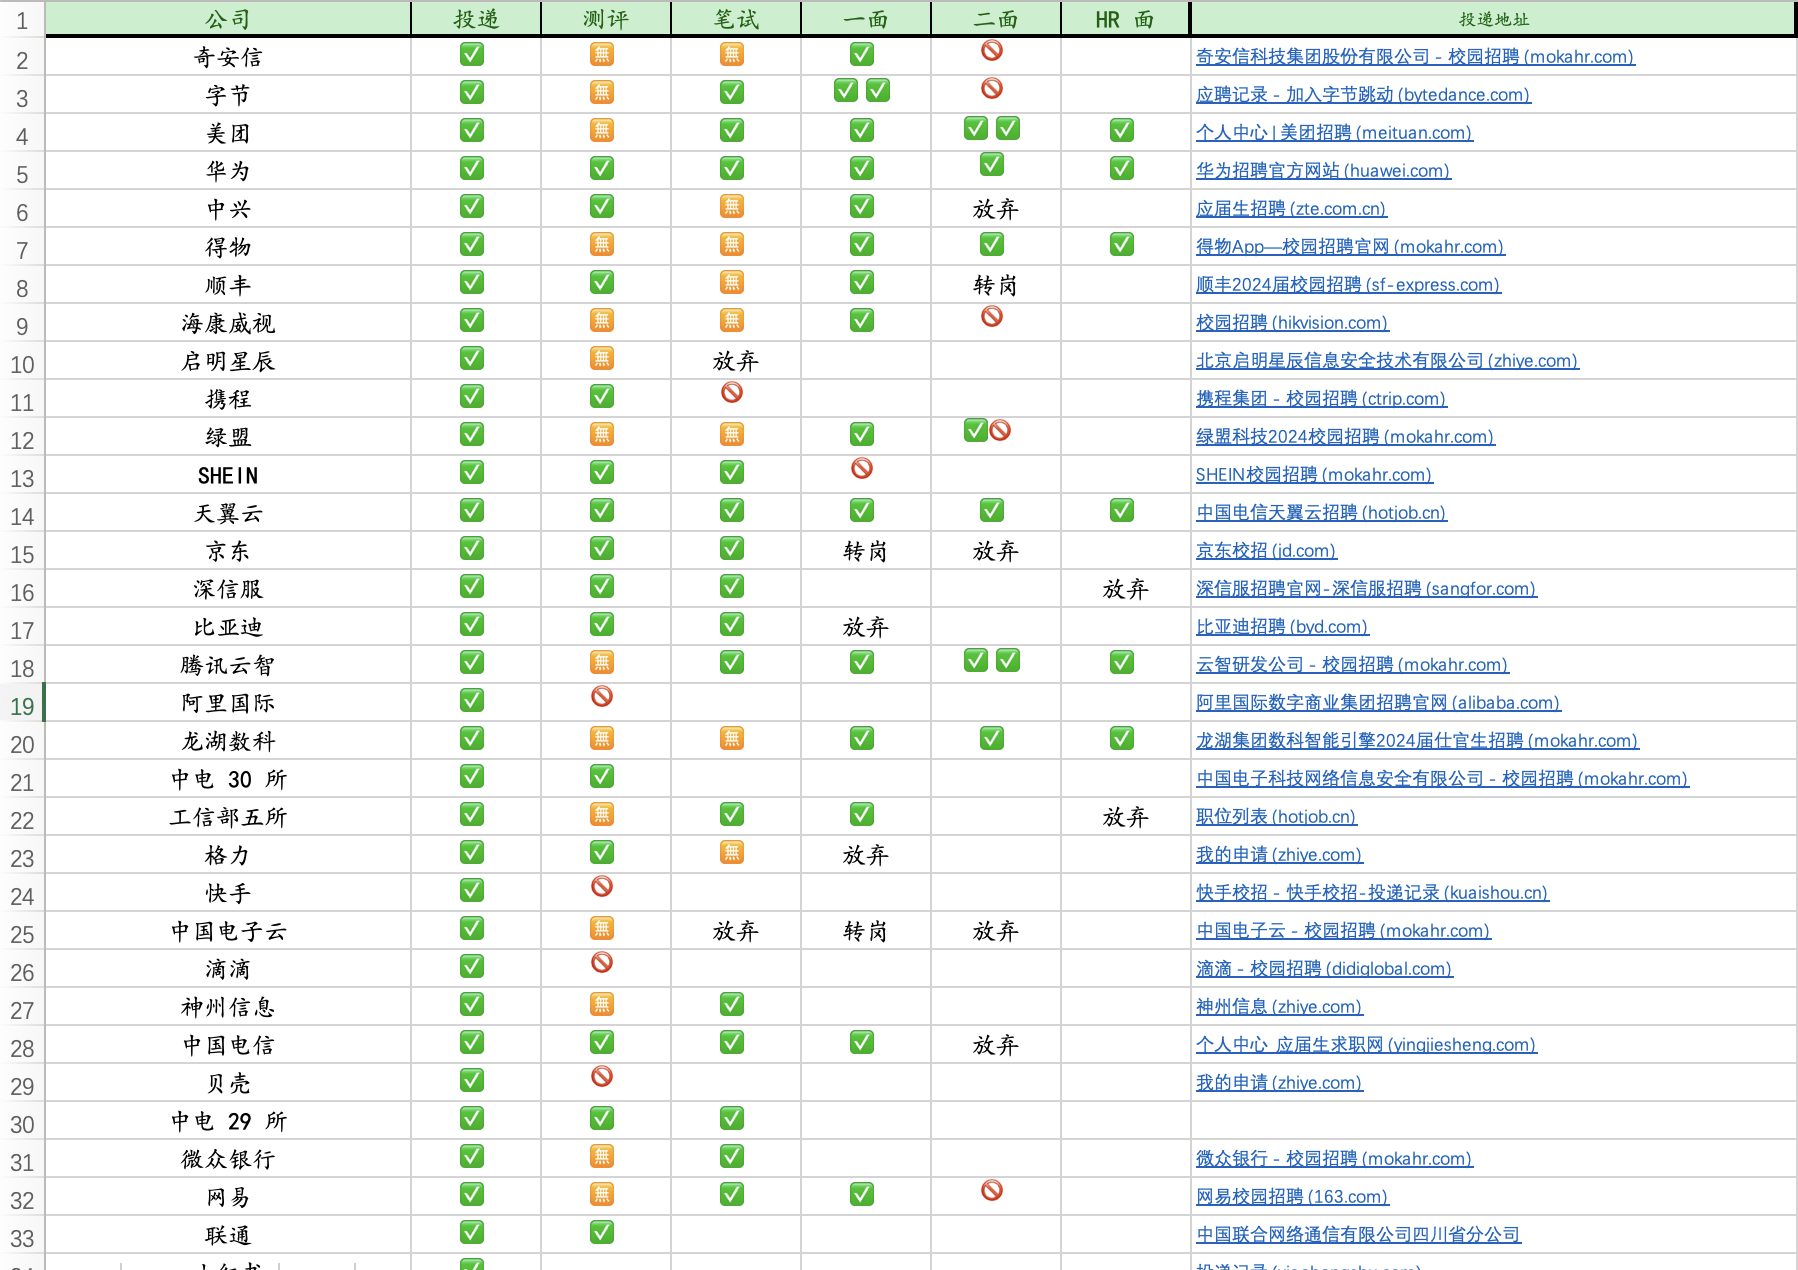 1 公司 投递 测评 笔试 一面 二面 HR 面 投递地址
2 奇安信 ✅ 🈚 🈚 ✅ 🚫 奇安信科技集团股份有限公司 - 校园招聘 (mokahr.com)
3 字节 ✅ 🈚 ✅ ✅ ✅ 🚫 应聘记录 - 加入字节跳动 (bytedance.com)
4 美团 ✅ 🈚 ✅ ✅ ✅ ✅ ✅ 个人中心 | 美团招聘 (meituan.com)
5 华为 ✅ ✅ ✅ ✅ ✅ ✅ 华为招聘官方网站 (huawei.com)
6 中兴 ✅ ✅ 🈚 ✅ 放弃 应届生招聘 (zte.com.cn)
7 得物 ✅ 🈚 🈚 ✅ ✅ ✅ 得物App—校园招聘官网 (mokahr.com)
8 顺丰 ✅ ✅ 🈚 ✅ 转岗 顺丰2024届校园招聘 (sf-express.com)
9 海康威视 ✅ 🈚 🈚 ✅ 🚫 校园招聘 (hikvision.com)
10 启明星辰 ✅ 🈚 放弃 北京启明星辰信息安全技术有限公司 (zhiye.com)
11 携程 ✅ ✅ 🚫 携程集团 - 校园招聘 (ctrip.com)
12 绿盟 ✅ 🈚 🈚 ✅ ✅🚫 绿盟科技2024校园招聘 (mokahr.com)
13 SHEIN ✅ ✅ ✅ 🚫 SHEIN校园招聘 (mokahr.com)
14 天翼云 ✅ ✅ ✅ ✅ ✅ ✅ 中国电信天翼云招聘 (hotjob.cn)
15 京东 ✅ ✅ ✅ 转岗 放弃 京东校招 (jd.com)
16 深信服 ✅ ✅ ✅ 放弃 深信服招聘官网-深信服招聘 (sangfor.com)
17 比亚迪 ✅ ✅ ✅ 放弃 比亚迪招聘 (byd.com)
18 腾讯云智 ✅ 🈚 ✅ ✅ ✅ ✅ ✅ 云智研发公司 - 校园招聘 (mokahr.com)
19 阿里国际 ✅ 🚫 阿里国际数字商业集团招聘官网 (alibaba.com)
20 龙湖数科 ✅ 🈚 🈚 ✅ ✅ ✅ 龙湖集团数科智能引擎2024届仕官生招聘 (mokahr.com)
21 中电 30 所 ✅ ✅ 中国电子科技网络信息安全有限公司 - 校园招聘 (mokahr.com)
22 工信部五所 ✅ 🈚 ✅ ✅ 放弃 职位列表 (hotjob.cn)
23 格力 ✅ ✅ 🈚 放弃 我的申请 (zhiye.com)
24 快手 ✅ 🚫 快手校招 - 快手校招-投递记录 (kuaishou.cn)
25 中国电子云 ✅ 🈚 放弃 转岗 放弃 中国电子云 - 校园招聘 (mokahr.com)
26 滴滴 ✅ 🚫 滴滴 - 校园招聘 (didiglobal.com)
27 神州信息 ✅ 🈚 ✅ 神州信息 (zhiye.com)
28 中国电信 ✅ ✅ ✅ ✅ 放弃 个人中心_应届生求职网 (yingjiesheng.com)
29 贝壳 ✅ 🚫 我的申请 (zhiye.com)
30 中电 29 所 ✅ ✅ ✅
31 微众银行 ✅ 🈚 ✅ 微众银行 - 校园招聘 (mokahr.com)
32 网易 ✅ 🈚 ✅ ✅ 🚫 网易校园招聘 (163.com)
33 联通 ✅ ✅ 中国联合网络通信有限公司四川省分公司